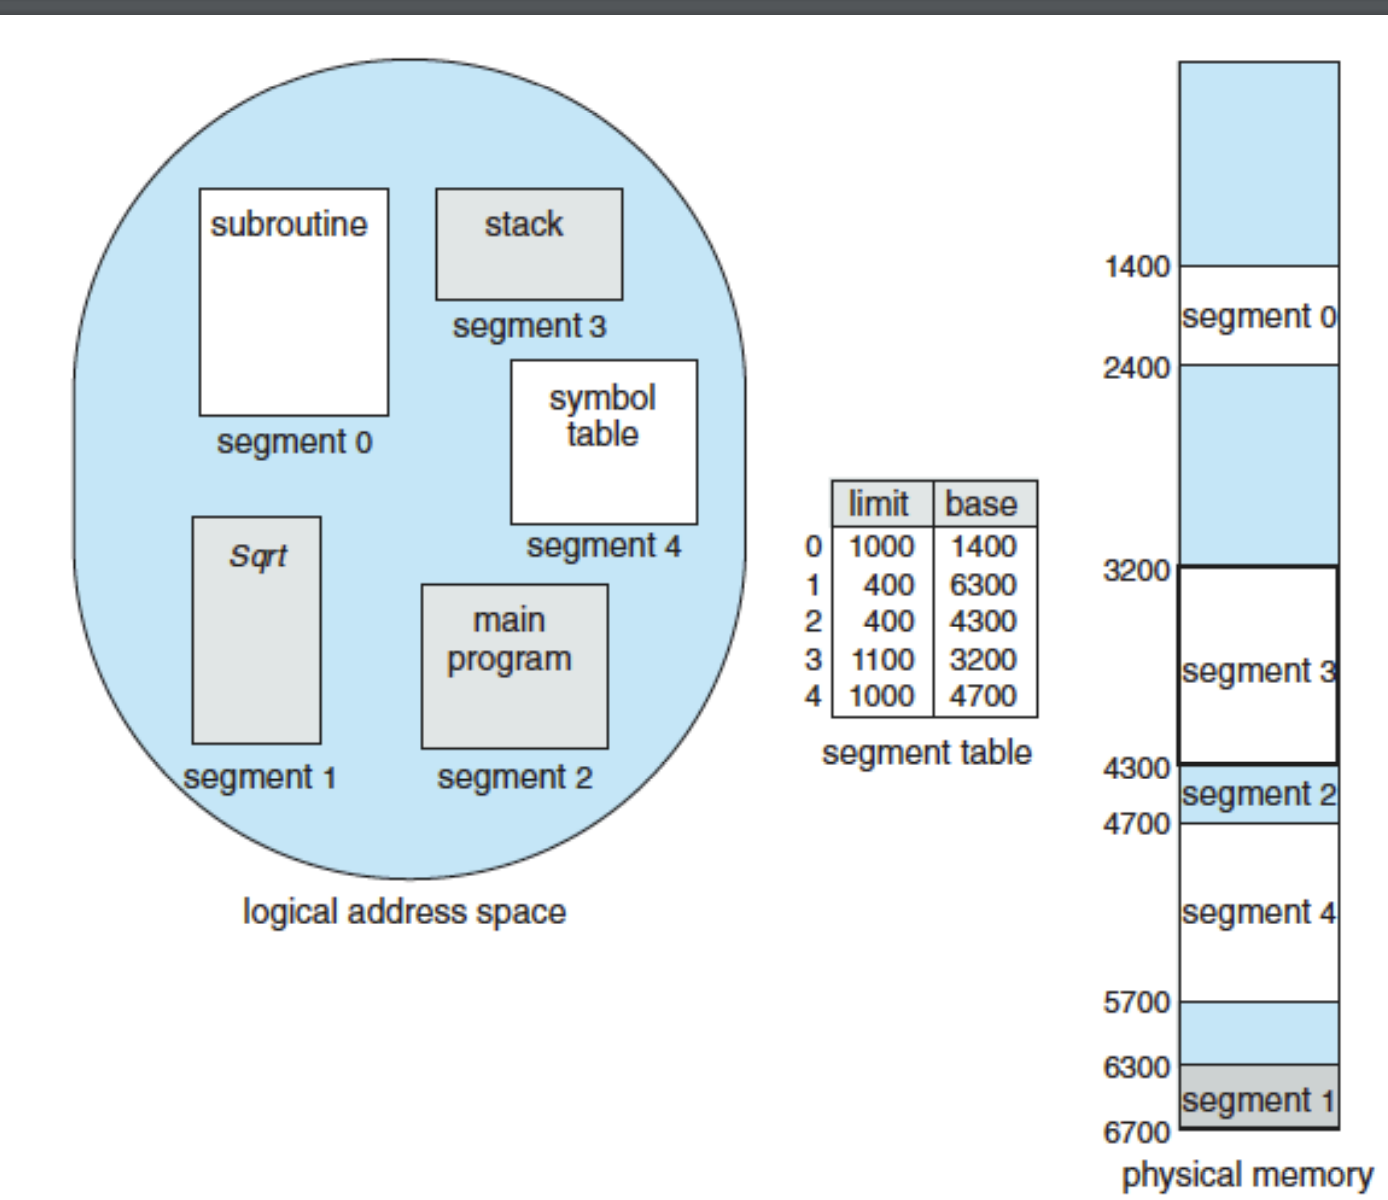 subroutine
segment 0
stack
segment 3
symbol
table
segment 4
Sqrt
segment 1
main
program
segment 2
logical address space
limit base
0 1000 1400
1 400 6300
2 400 4300
3 1100 3200
4 1000 4700
segment table
1400
segment 0
2400
3200
segment 3
4300
segment 2
4700
segment 4
5700
6300
segment 1
6700
physical memory